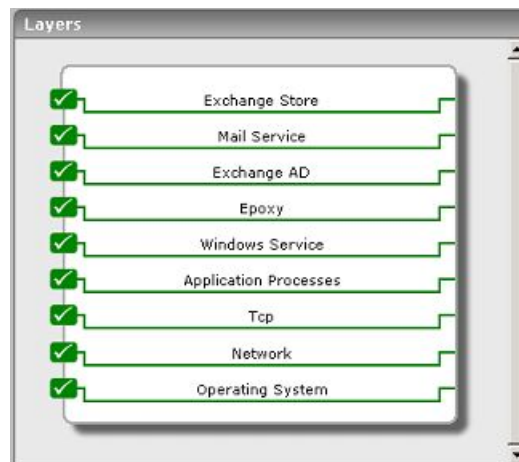 Layers
Exchange Store
Mail Service
Exchange AD
Epoxy
Windows Service
Application Processes
Tcp
Network
Operating System